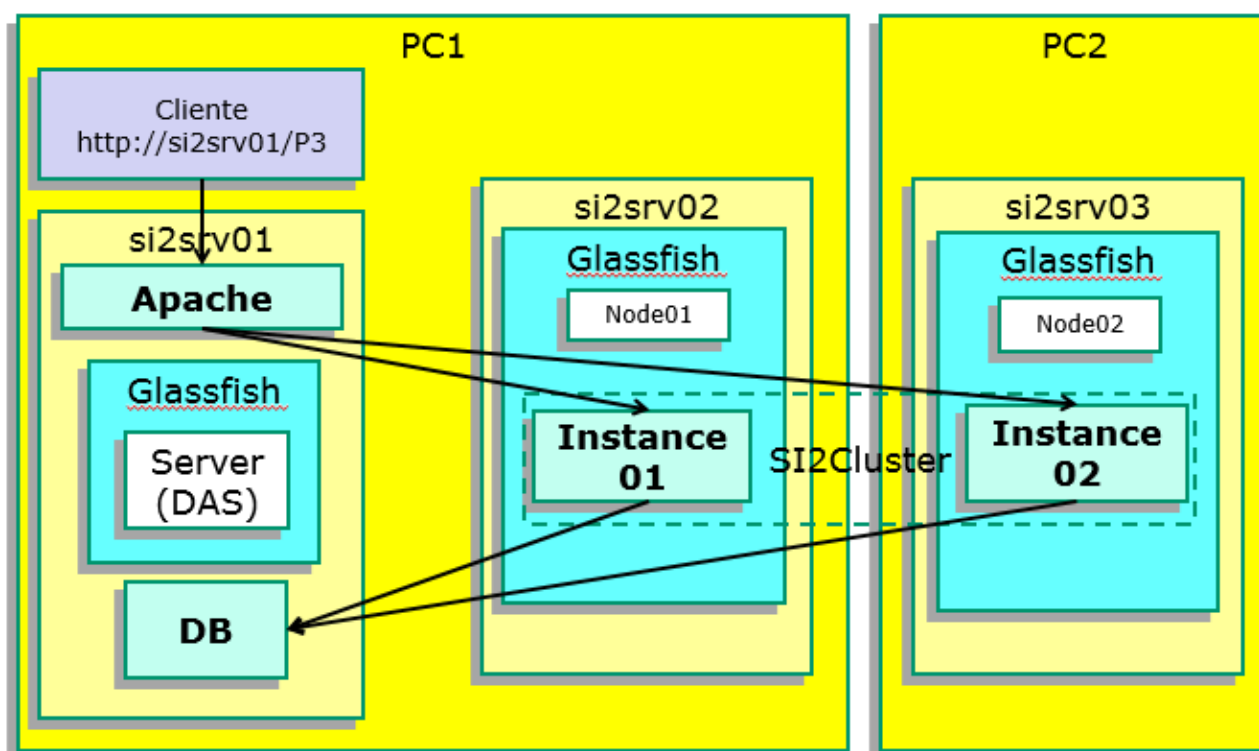 PC1
PC2
Cliente
http://si2srv01/P3
si2srv01
Apache
Glassfish
Server
(DAS)
DB
si2srv02
Glassfish
Node01
Instance
01
SI2Cluster
si2srv03
Glassfish
Node02
Instance
02